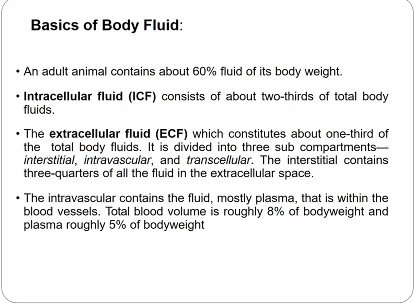 Basics of Body Fluid:
• An adult animal contains about 60% fluid of its body weight.
• Intracellular fluid (ICF) consists of about two-thirds of total body
fluids.
• The extracellular fluid (ECF) which constitutes about one-third of
the total body fluids. It is divided into three sub compartments—
interstitial, intravascular, and transcellular. The interstitial contains
three-quarters of all the fluid in the extracellular space.
• The intravascular contains the fluid, mostly plasma, that is within the
blood vessels. Total blood volume is roughly 8% of bodyweight and
plasma roughly 5% of bodyweight